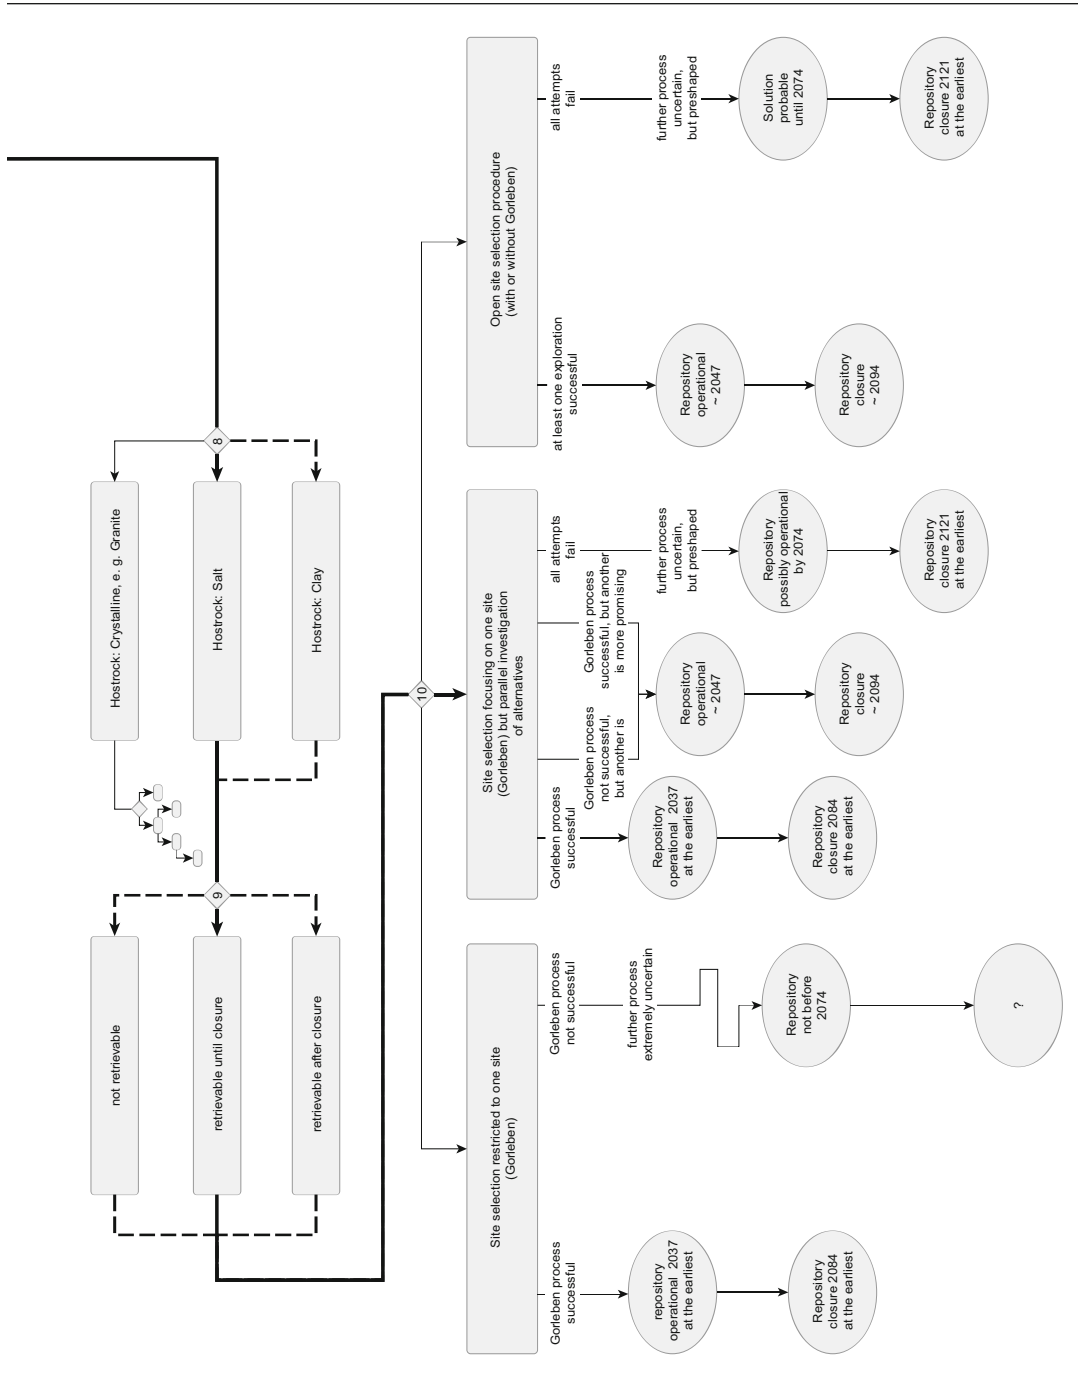 not retrievable
Hostrock: Crystalline, e. g. Granite
retrievable until closure
9
Hostrock: Salt
8
retrievable after closure
Hostrock: Clay
10
Site selection restricted to one site
(Gorleben)
Gorleben process
successful
repository
operational 2037
at the earliest
Repository
closure 2084
at the earliest
Gorleben process
not successful
further process
extremely uncertain
Repository
not before
2074
?
Site selection focusing on one site
(Gorleben) but parallel investigation
of alternatives
Gorleben process
successful
Repository
operational 2037
at the earliest
Repository
closure 2084
at the earliest
Gorleben process
not successful,
but another is
Gorleben process
successful, but another
is more promising
Repository
operational
~ 2047
Repository
closure
~ 2094
all attempts
fail
further process
uncertain,
but preshaped
Repository
possibly operational
by 2074
Repository
closure 2121
at the earliest
Open site selection procedure
(with or without Gorleben)
at least one exploration
successful
Repository
operational
~ 2047
Repository
closure
~ 2094
all attempts
fail
further process
uncertain,
but preshaped
Solution
probable
until 2074
Repository
closure 2121
at the earliest